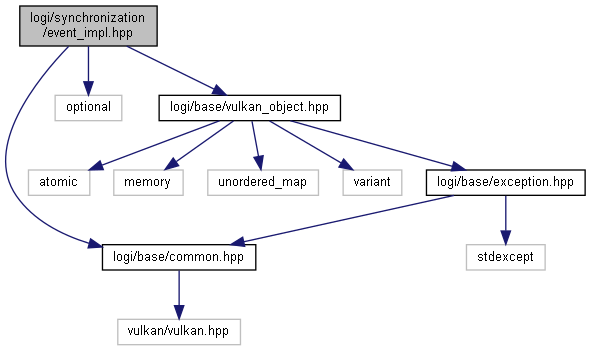 logi/synchronization
/event_impl.hpp
optional
logi/base/vulkan_object.hpp
atomic
memory
unordered_map
variant
logi/base/exception.hpp
logi/base/common.hpp
stdexcept
vulkan/vulkan.hpp